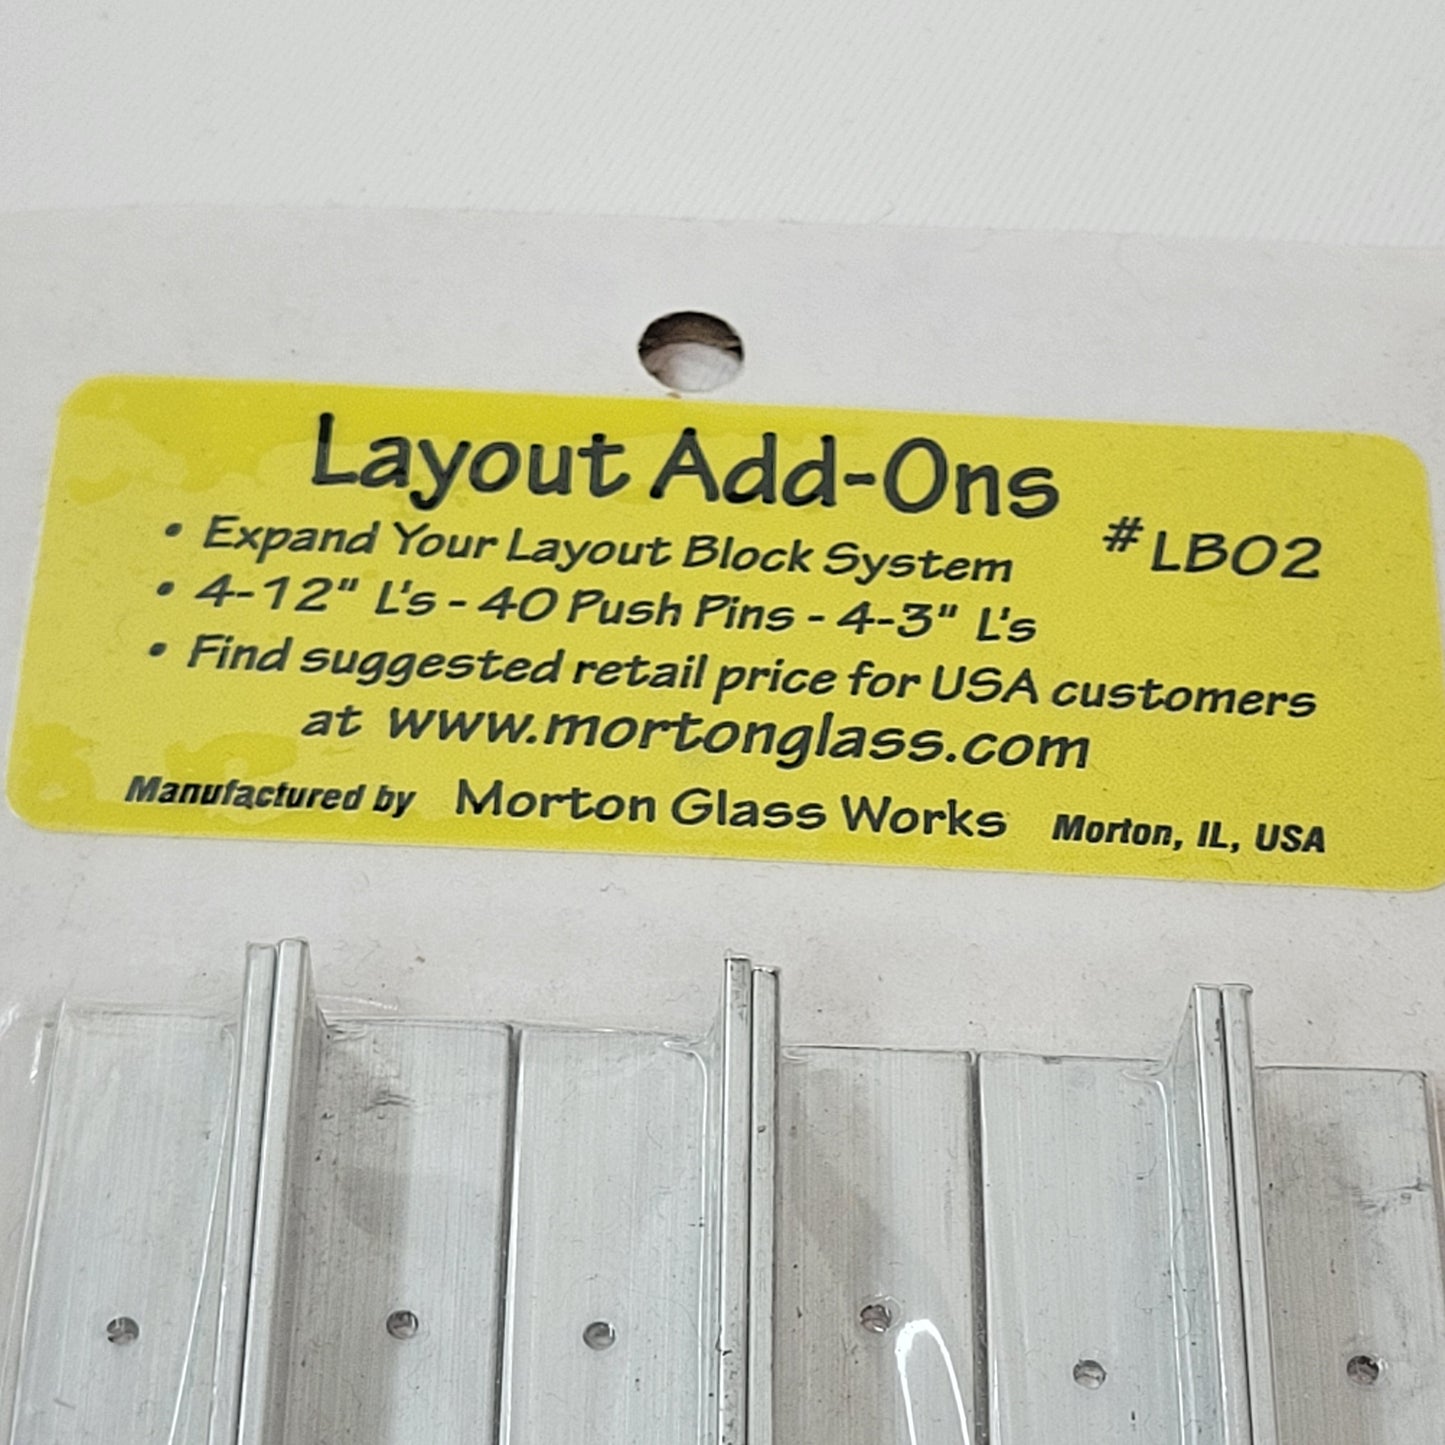 Layout Add-Ons
• Expand Your Layout Block System #LB02
• 4-12" L's - 40 Push Pins - 4-3" L's
• Find suggested retail price for USA customers
at www.mortonglass.com
Manufactured by Morton Glass Works Morton, IL, USA